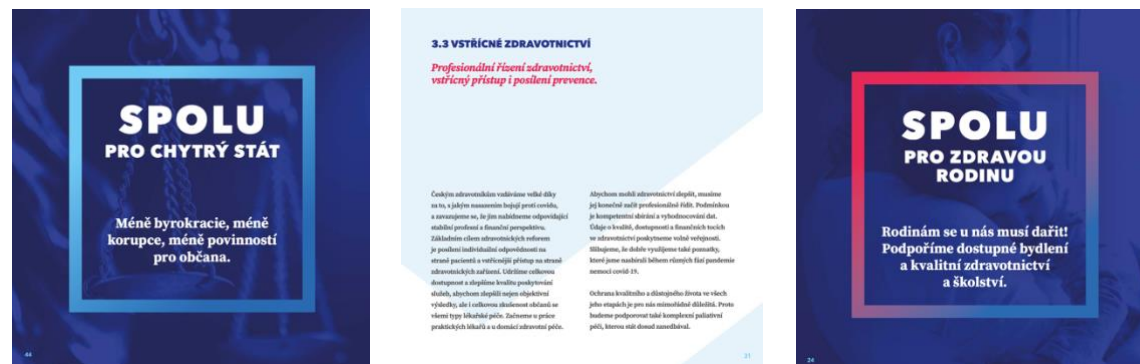 SPOLU
PRO CHYTRÝ STÁT
Méně byrokracie, méně
korupce, méně povinností
pro občana.
44
3.3 VSTŘÍCNÉ ZDRAVOTNICTVÍ
Profesionální řízení zdravotnictví,
vstřícný přístup i posílení prevence.
Českým zdravotníkům vzdáváme velké díky
za to, s jakým nasazením bojují proti covidu,
a zavazujeme se, že jim nabídneme odpovídající
stabilní profesní a finanční perspektivu.
Základním cílem zdravotnických reforem
je posílení individuální odpovědnosti na
straně pacientů a vstřícnější přístup na straně
zdravotnických zařízení. Udržíme celkovou
dostupnost a zlepšíme kvalitu poskytování
služeb, abychom zlepšili nejen objektivní
výsledky, ale i celkovou zkušenost občanů se
všemi typy lékařské péče. Začneme u práce
praktických lékařů a u domácí zdravotní péče.
Abychom mohli zdravotnictví zlepšit, musíme
jej konečně začít profesionálně řídit. Podmínkou
je kompetentní sbírání a vyhodnocování dat.
Údaje o kvalitě, dostupnosti a finančních tocích
ve zdravotnictví poskytneme volně veřejnosti.
Slibujeme, že dobře využijeme také poznatky,
které jsme nasbírali během různých fází pandemie
nemoci covid-19.
Ochrana kvalitního a důstojného života ve všech
jeho etapách je pro nás mimořádně důležitá. Proto
budeme podporovat také komplexní paliativní
péči, kterou stát dosud zanedbával.
21
SPOLU
PRO ZDRAVOU
RODINU
Rodinám se u nás musí dařit!
Podpoříme dostupné bydlení
a kvalitní zdravotnictví
a školství.
24